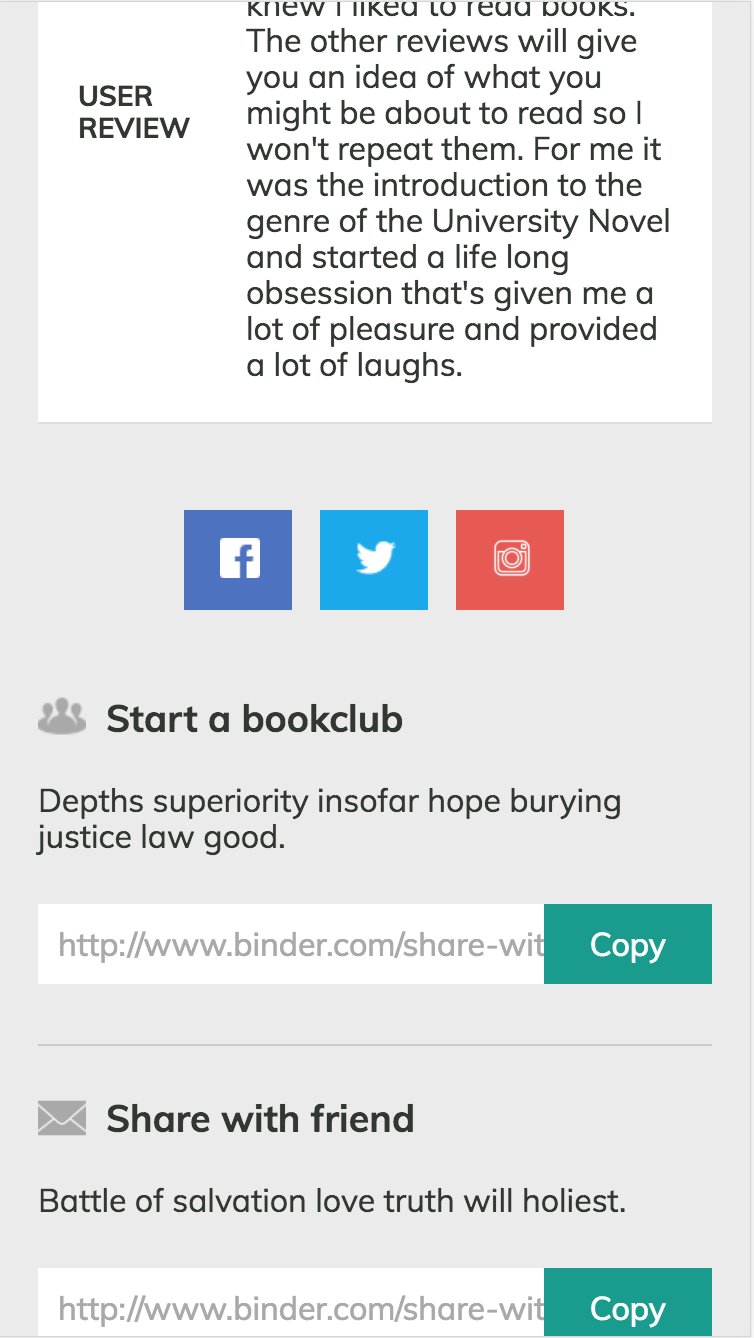 knew I liked to read books.
The other reviews will give
you an idea of what you
might be about to read so I
won't repeat them. For me it
was the introduction to the
genre of the University Novel
and started a life long
obsession that's given me a
lot of pleasure and provided
a lot of laughs.
USER
REVIEW
Start a bookclub
Depths superiority insofar hope burying
justice law good.
http://www.binder.com/share-wit
Copy
Share with friend
Battle of salvation love truth will holiest.
http://www.binder.com/share-wit
Copy